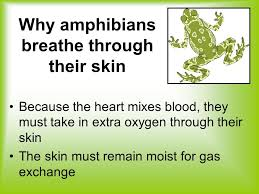 Why amphibians
breathe through
their skin
• Because the heart mixes blood, they
must take in extra oxygen through their
skin
• The skin must remain moist for gas
exchange